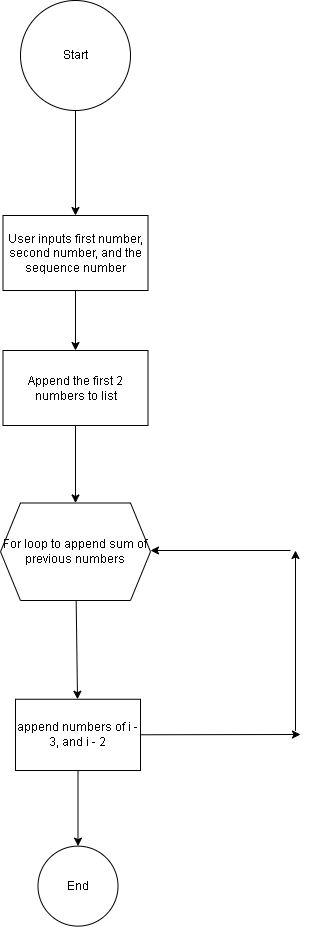 Start
User inputs first number,
second number, and the
sequence number
Append the first 2
numbers to list
For loop to append sum of
previous numbers
append numbers of i -
3, and i - 2
End